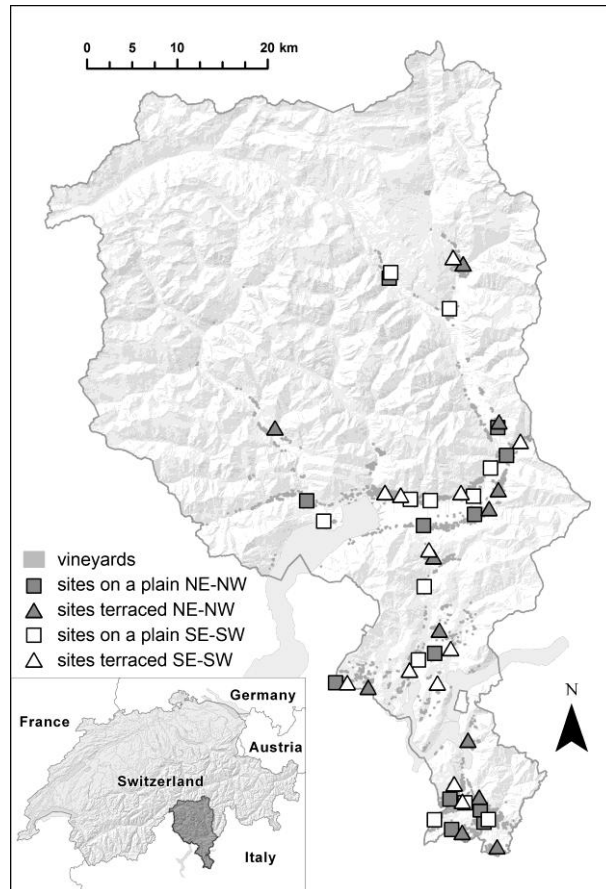 0 5 10 20 km
vineyards
sites on a plain NE-NW
sites terraced NE-NW
sites on a plain SE-SW
sites terraced SE-SW
N
Germany
France
Austria
Switzerland
Italy